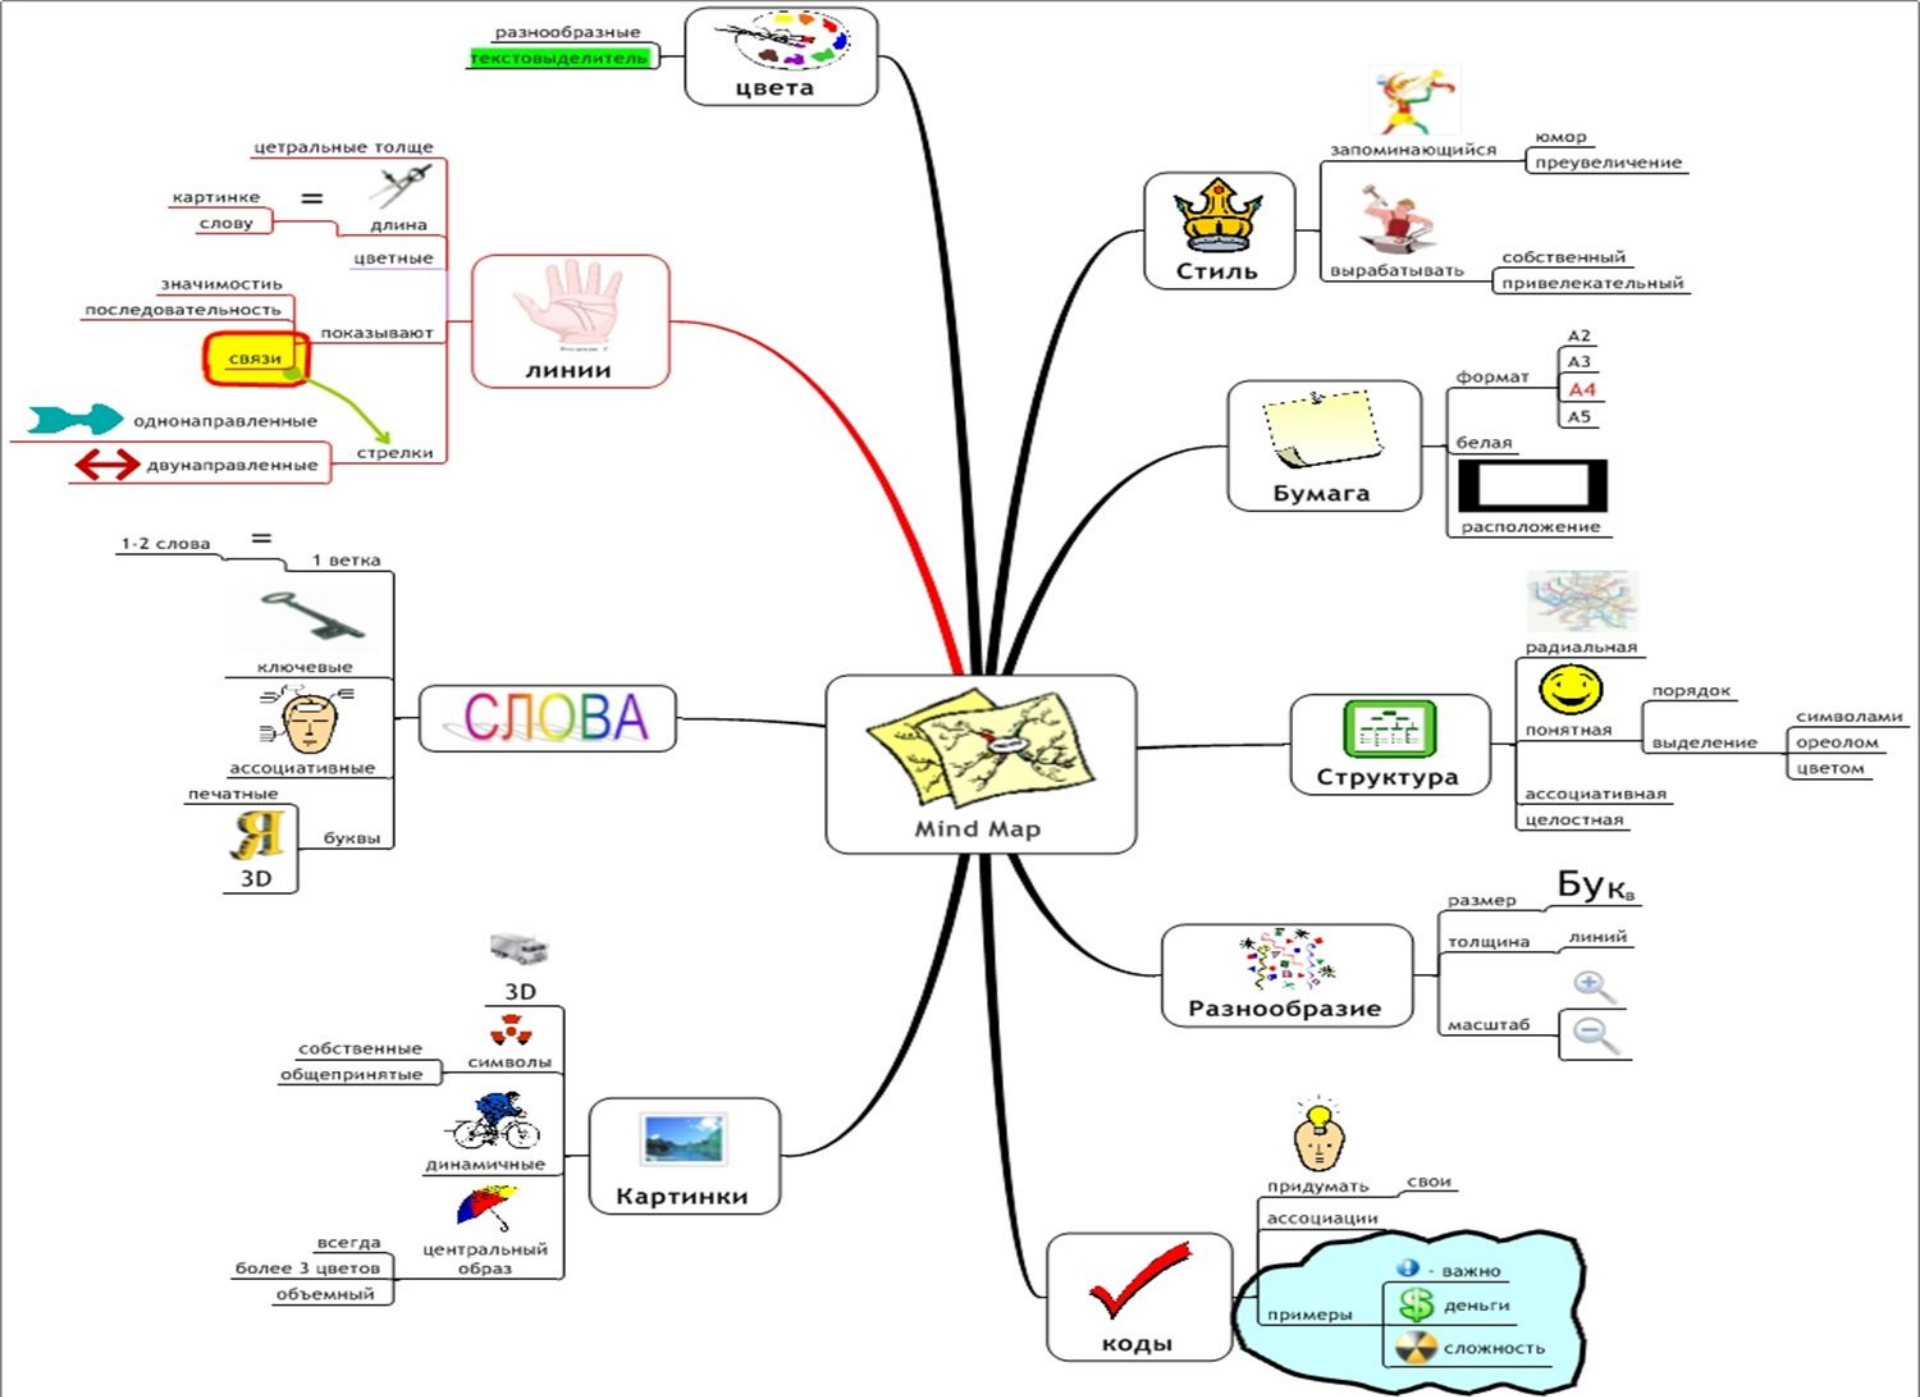 цвета
разнообразные
текстовыделитель
линии
цетральные толще
длина
=
картинке
слову
цветные
показывают
значимостиь
последовательность
связи
стрелки
однонаправленные
двунаправленные
СЛОВА
1 ветка
=
1-2 слова
ключевые
ассоциативные
буквы
печатные
Я
3D
Картинки
3D
символы
собственные
общепринятые
динамичные
центральный
образ
всегда
более 3 цветов
объемный
Mind Map
Стиль
запоминающийся
юмор
преувеличение
вырабатывать
собственный
привелекательный
Бумага
формат
A2
A3
A4
A5
белая
расположение
Структура
радиальная
понятная
порядок
выделение
символами
ореолом
цветом
ассоциативная
целостная
Разнообразие
размер
Букв
толщина
линий
масштаб
коды
придумать
свои
ассоциации
примеры
- важно
$ деньги
сложность